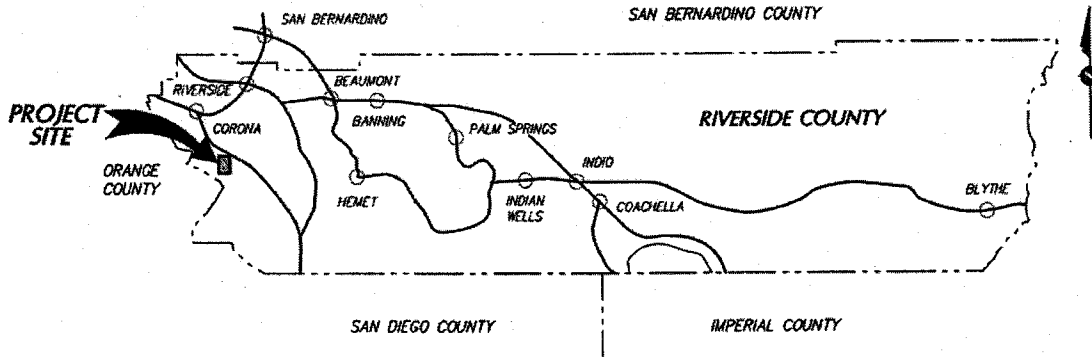 SAN BERNARDINO
SAN BERNARDINO COUNTY
RIVERSIDE
BEAUMONT
PROJECT
SITE
CORONA
BANNING
PALM SPRINGS
RIVERSIDE COUNTY
ORANGE
COUNTY
HEMET
INDIAN
WELLS
INDIO
COACHELLA
BLYTHE
SAN DIEGO COUNTY
IMPERIAL COUNTY